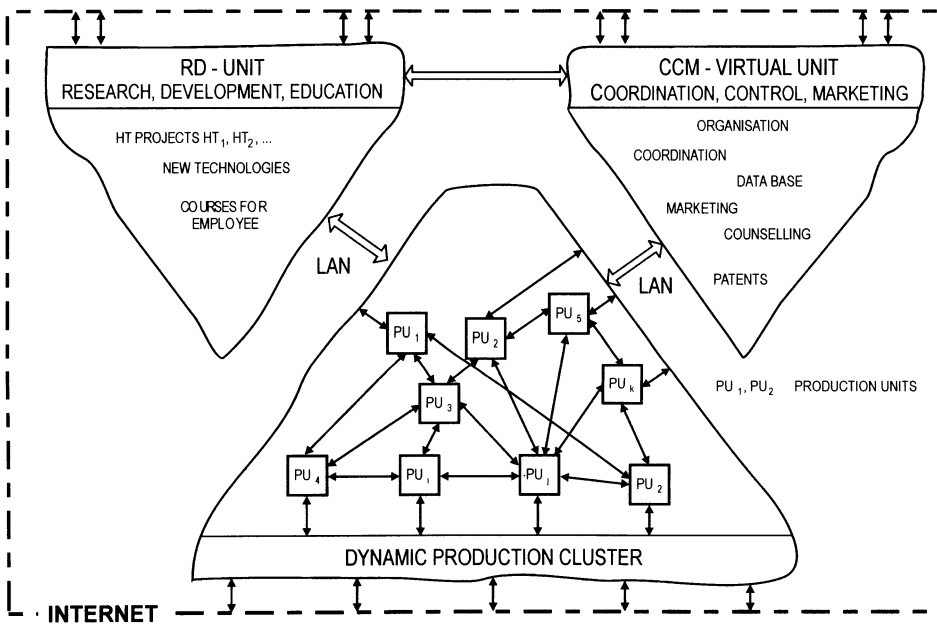 RD - UNIT
RESEARCH, DEVELOPMENT, EDUCATION
HT PROJECTS HT₁, HT₂, ...
NEW TECHNOLOGIES
COURSES FOR
EMPLOYEE
CCM - VIRTUAL UNIT
COORDINATION, CONTROL, MARKETING
ORGANISATION
COORDINATION
DATA BASE
MARKETING
COUNSELLING
PATENTS
LAN
LAN
PU₁
PU₂
PU₅
PUₖ
PU₃
PU₄
PUᵢ
PUⱼ
PU₂
PU₁, PU₂ PRODUCTION UNITS
DYNAMIC PRODUCTION CLUSTER
INTERNET